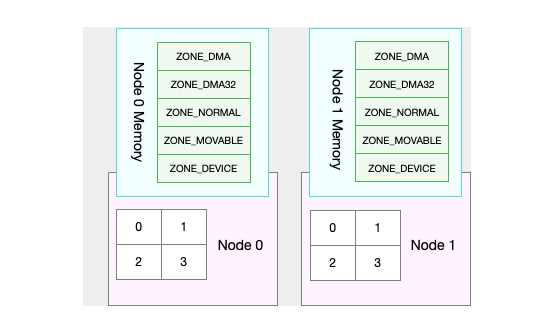 Node 0 Memory
ZONE_DMA
ZONE_DMA32
ZONE_NORMAL
ZONE_MOVABLE
ZONE_DEVICE
Node 1 Memory
ZONE_DMA
ZONE_DMA32
ZONE_NORMAL
ZONE_MOVABLE
ZONE_DEVICE
0 1
2 3
Node 0
0 1
2 3
Node 1